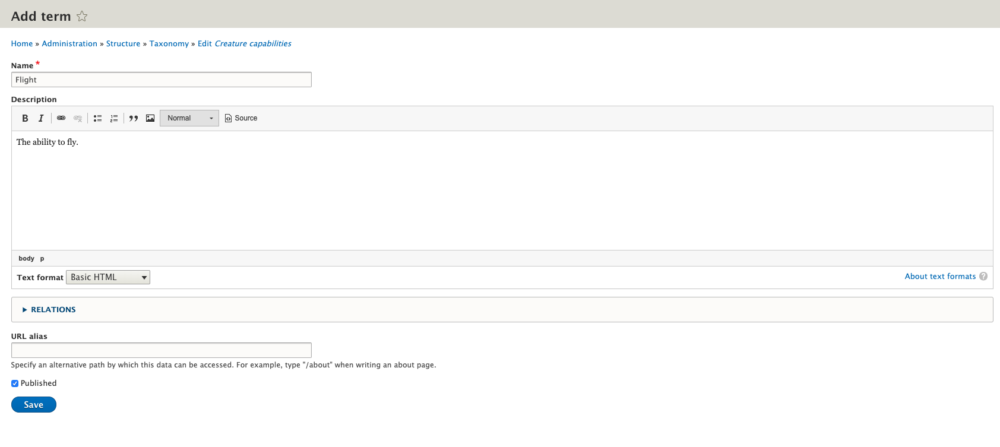 Add term
Home » Administration » Structure » Taxonomy » Edit Creature capabilities
Name *
Flight
Description
B I Normal Source
The ability to fly.
body p
Text format Basic HTML About text formats ?
RELATIONS
URL alias
Specify an alternative path by which this data can be accessed. For example, type "/about" when writing an about page.
Published
Save